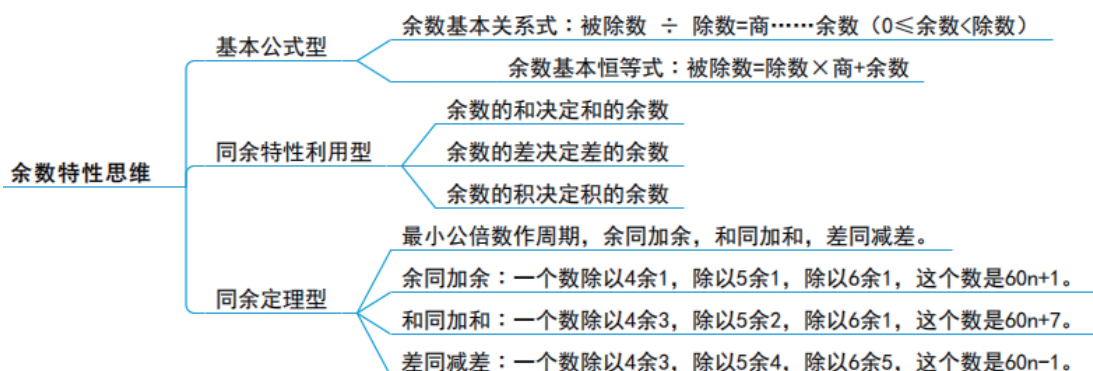 余数特性思维
基本公式型
余数基本关系式：被除数 ÷ 除数=商……余数（0≤余数<除数）
余数基本恒等式：被除数=除数×商+余数
同余特性利用型
余数的和决定和的余数
余数的差决定差的余数
余数的积决定积的余数
同余定理型
最小公倍数作周期，余同加余，和同加和，差同减差。
余同加余：一个数除以4余1，除以5余1，除以6余1，这个数是60n+1。
和同加和：一个数除以4余3，除以5余2，除以6余1，这个数是60n+7。
差同减差：一个数除以4余3，除以5余4，除以6余5，这个数是60n-1。